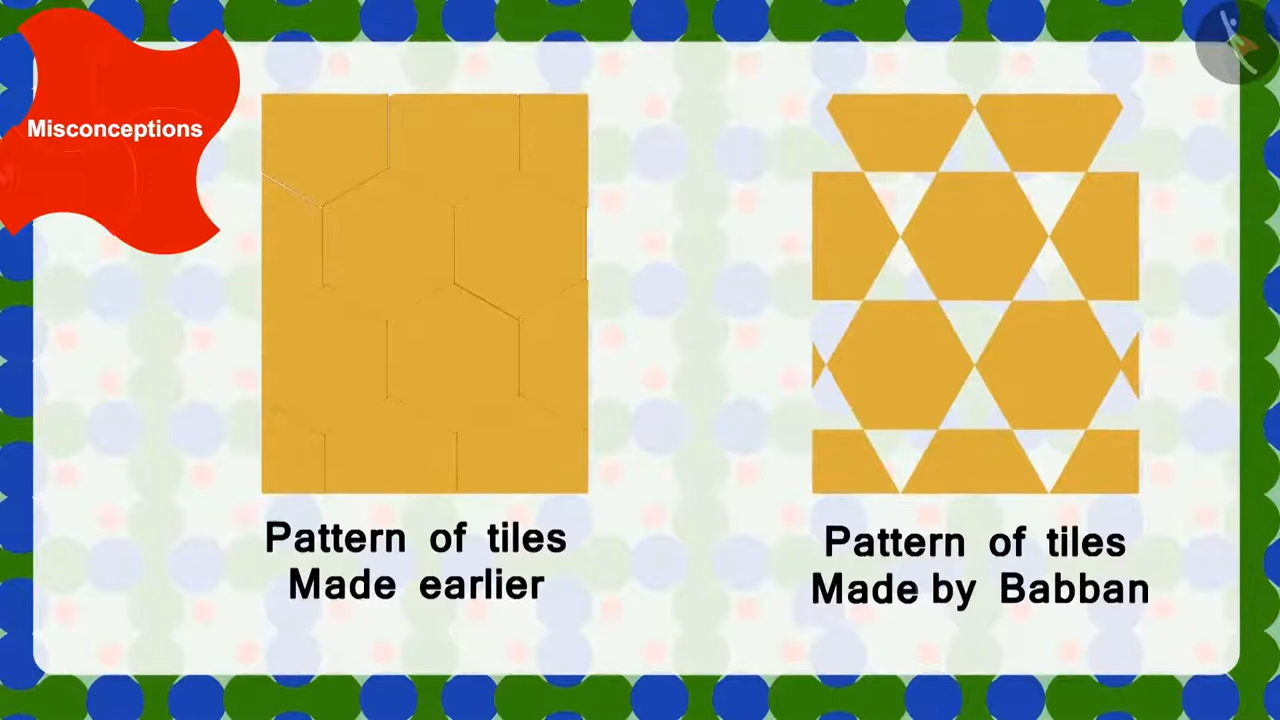 Misconceptions
Pattern of tiles
Made earlier
Pattern of tiles
Made by Babban